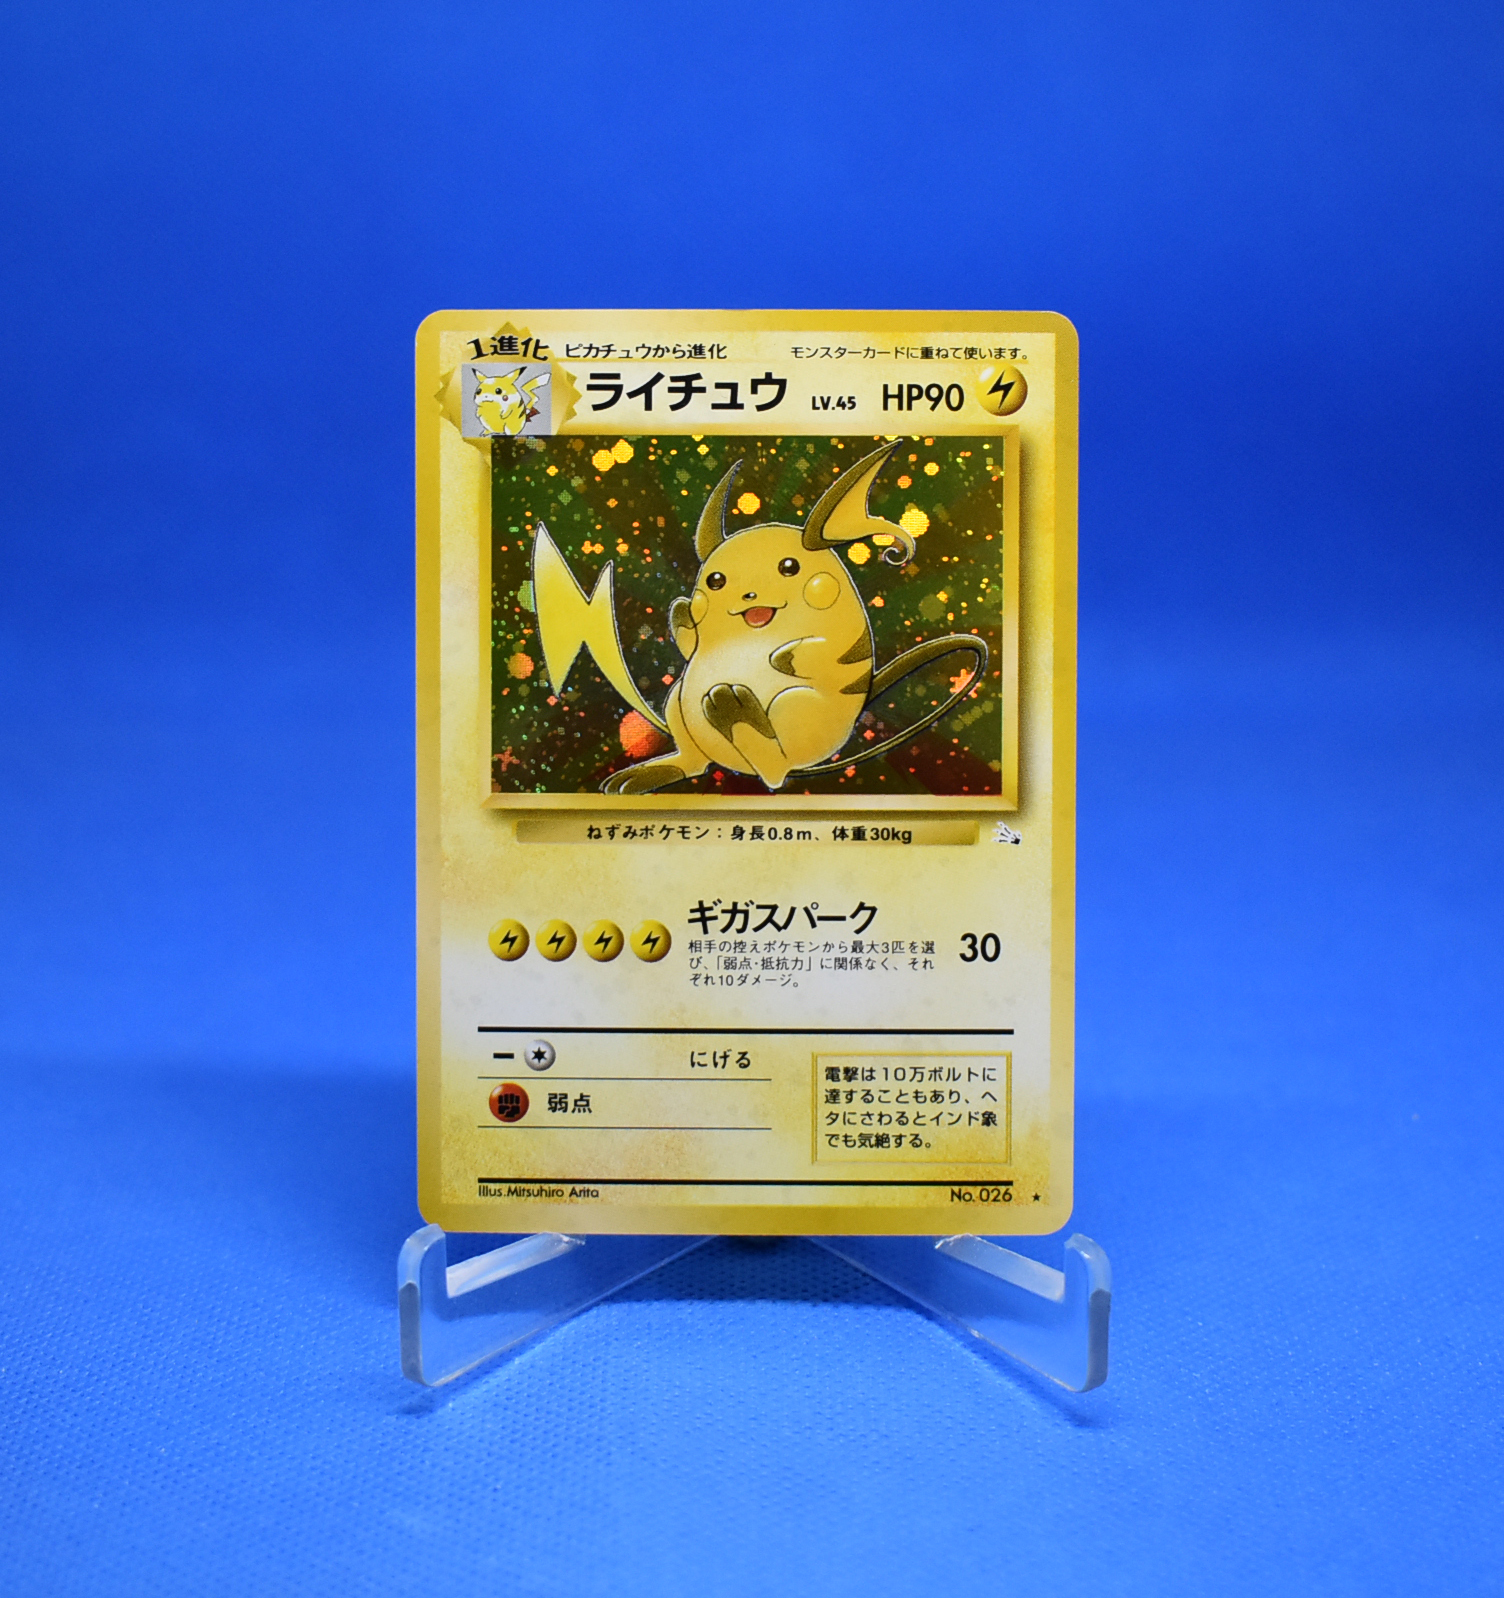 1進化
ピカチュウから進化
モンスターカードに重ねて使います。
ライチュウ LV.45 HP90
ねずみポケモン：身長0.8m、体重30kg
ギガスパーク
相手の控えポケモンから最大3匹を選
び、「弱点・抵抗力」に関係なく、それ
ぞれ10ダメージ。
30
ー にげる
弱点
電撃は10万ボルトに
達することもあり、ヘ
タにさわるとインド象
でも気絶する。
Illus.Mitsuhiro Arita
No.026 ★